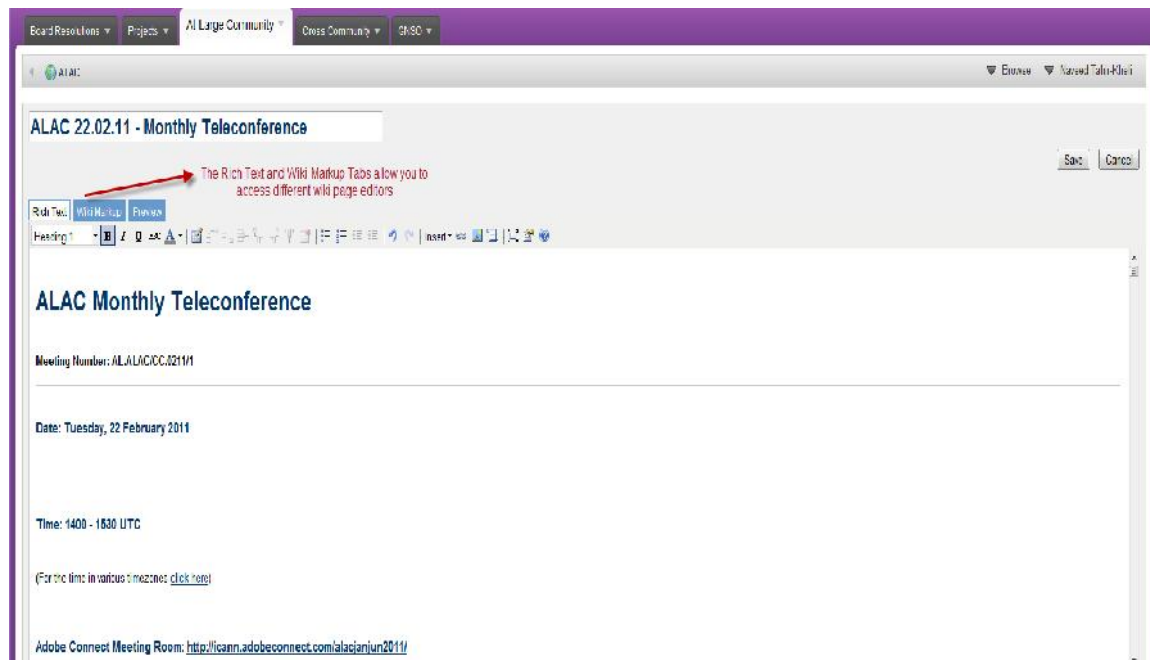 Board Resolutions Projects At Large Community Cross Community GNSO
ALAC Browse
ALAC 22.02.11 - Monthly Teleconference
Save Cancel
The Rich Text and Wiki Markup Tabs allow you to
access different wiki page editors
Rich Text Wiki Markup Preview
Heading 1 B I U ABC A Insert
ALAC Monthly Teleconference
Meeting Number: AL.ALAC/CC.0211/1
Date: Tuesday, 22 February 2011
Time: 1400 - 1530 UTC
(For the time in various timezones click here)
Adobe Connect Meeting Room: http://icann.adobeconnect.com/alacjanjun2011/